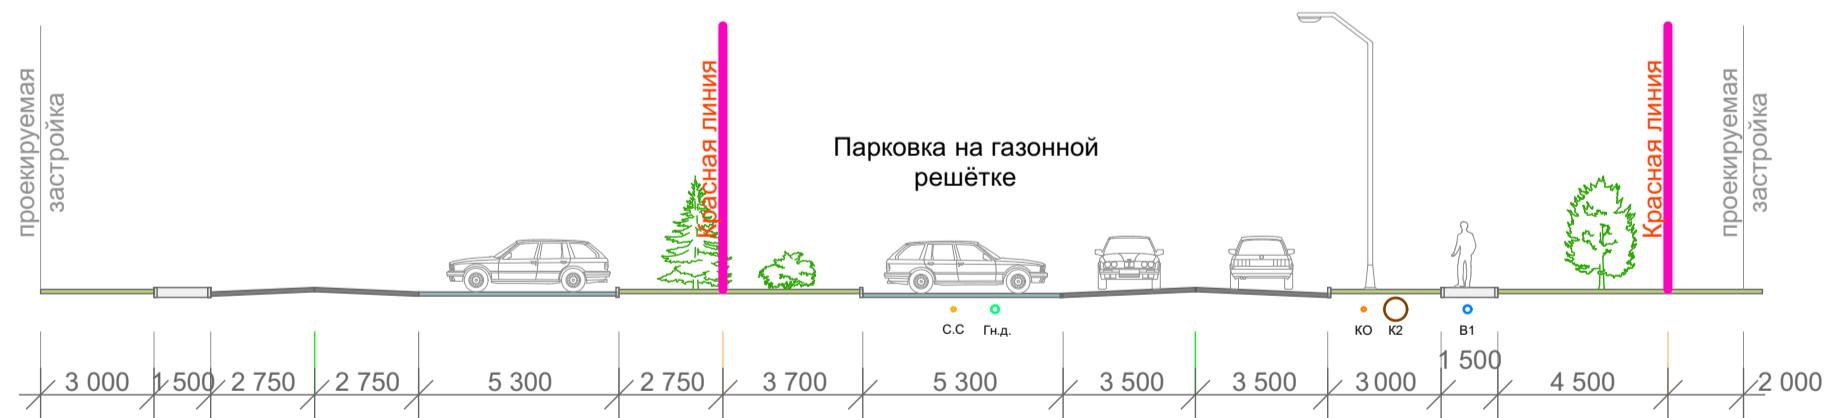 проекируемая
застройка
Красная линия
Парковка на газонной
решётке
Красная линия
проекируемая
застройка
С.С
Гн.д.
КО
К2
В1
3 000
1 500
2 750
2 750
5 300
2 750
3 700
5 300
3 500
3 500
3 000
1 500
4 500
2 000